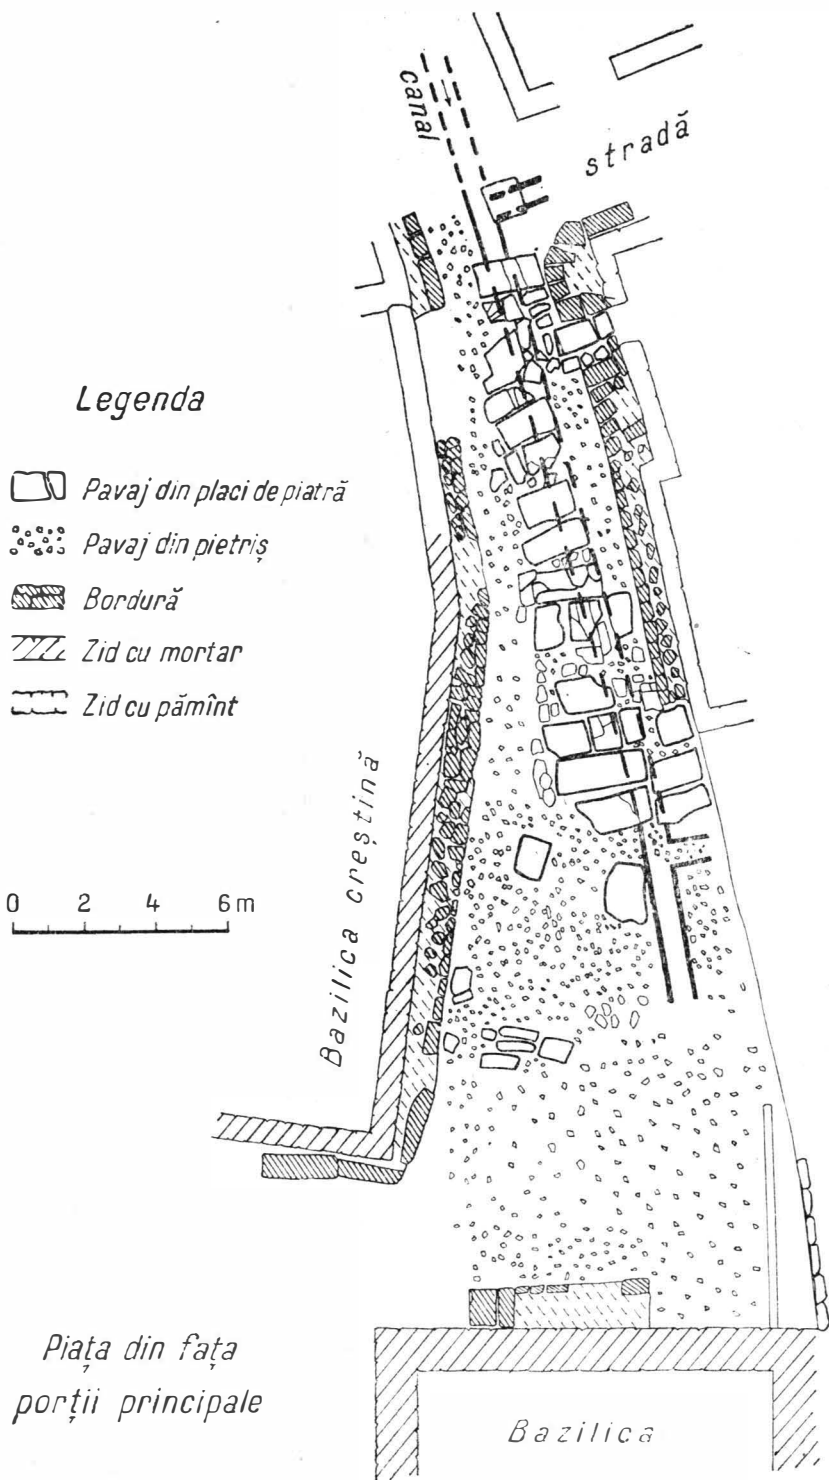 canal
stradă
Legenda
Pavaj din placi de piatră
Pavaj din pietriș
Bordură
Zid cu mortar
Zid cu pămînt
Bazilica creștină
0 2 4 6 m
Piața din fața
porții principale
Bazilica